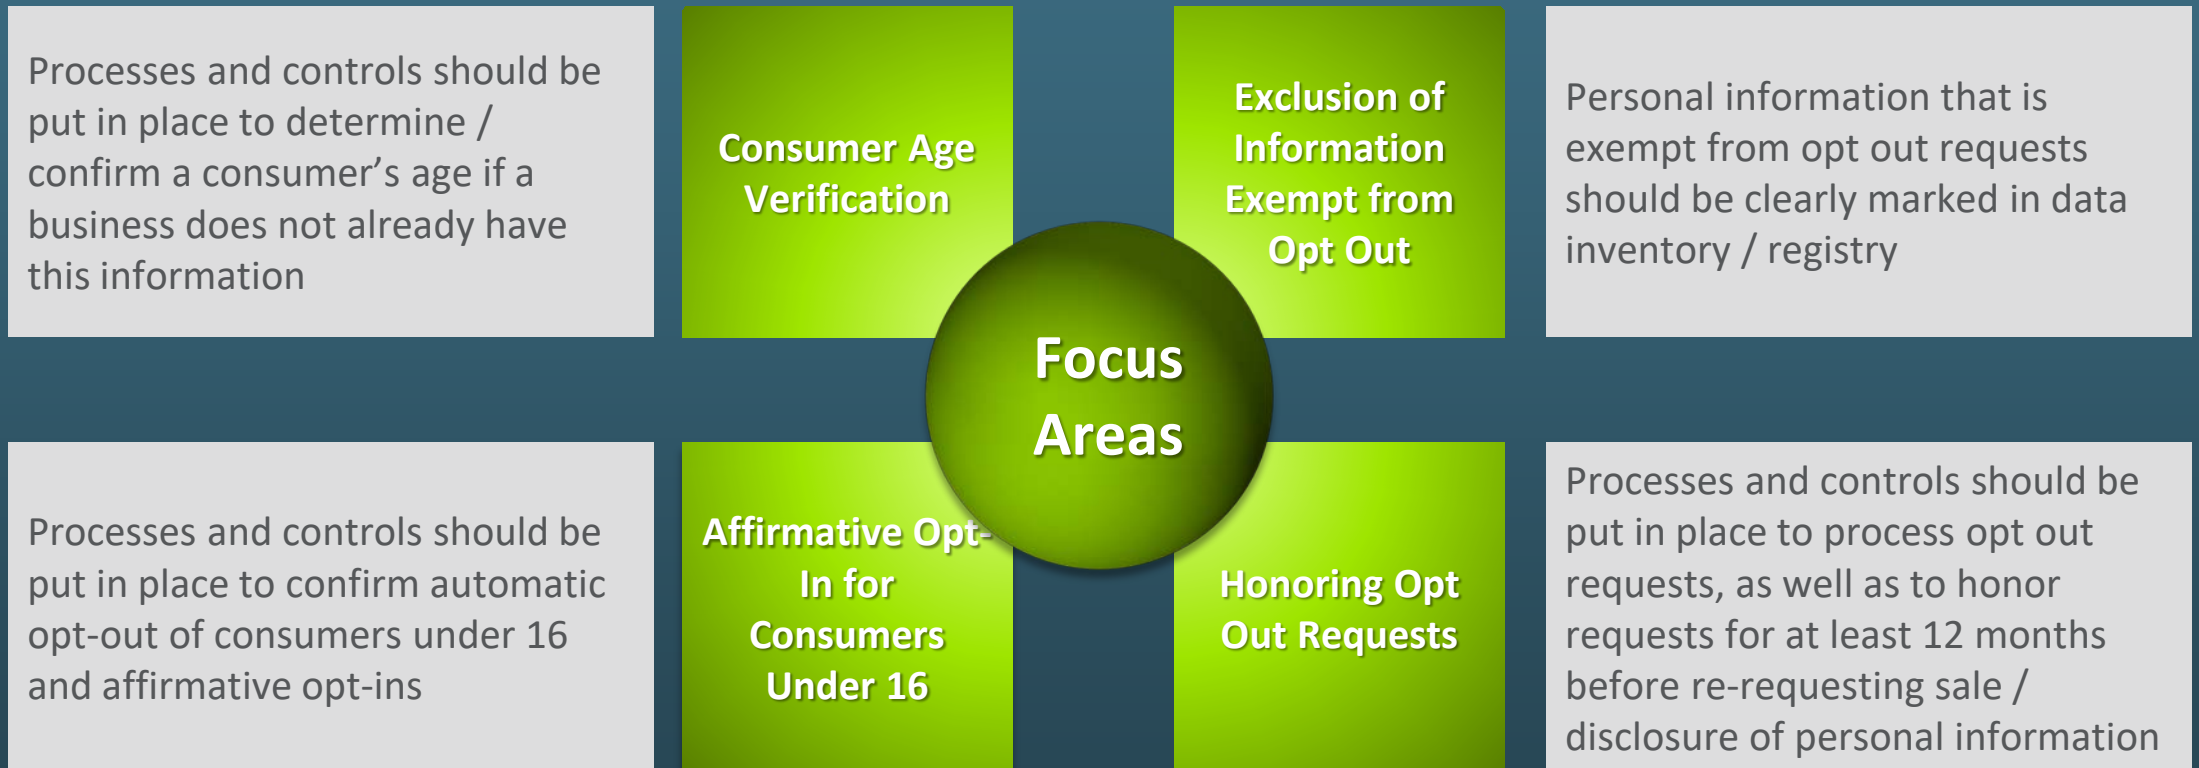 Processes and controls should be
put in place to determine /
confirm a consumer’s age if a
business does not already have
this information
Consumer Age
Verification
Exclusion of
Information
Exempt from
Opt Out
Personal information that is
exempt from opt out requests
should be clearly marked in data
inventory / registry
Focus
Areas
Processes and controls should be
put in place to confirm automatic
opt-out of consumers under 16
and affirmative opt-ins
Affirmative Opt-
In for
Consumers
Under 16
Honoring Opt
Out Requests
Processes and controls should be
put in place to process opt out
requests, as well as to honor
requests for at least 12 months
before re-requesting sale /
disclosure of personal information